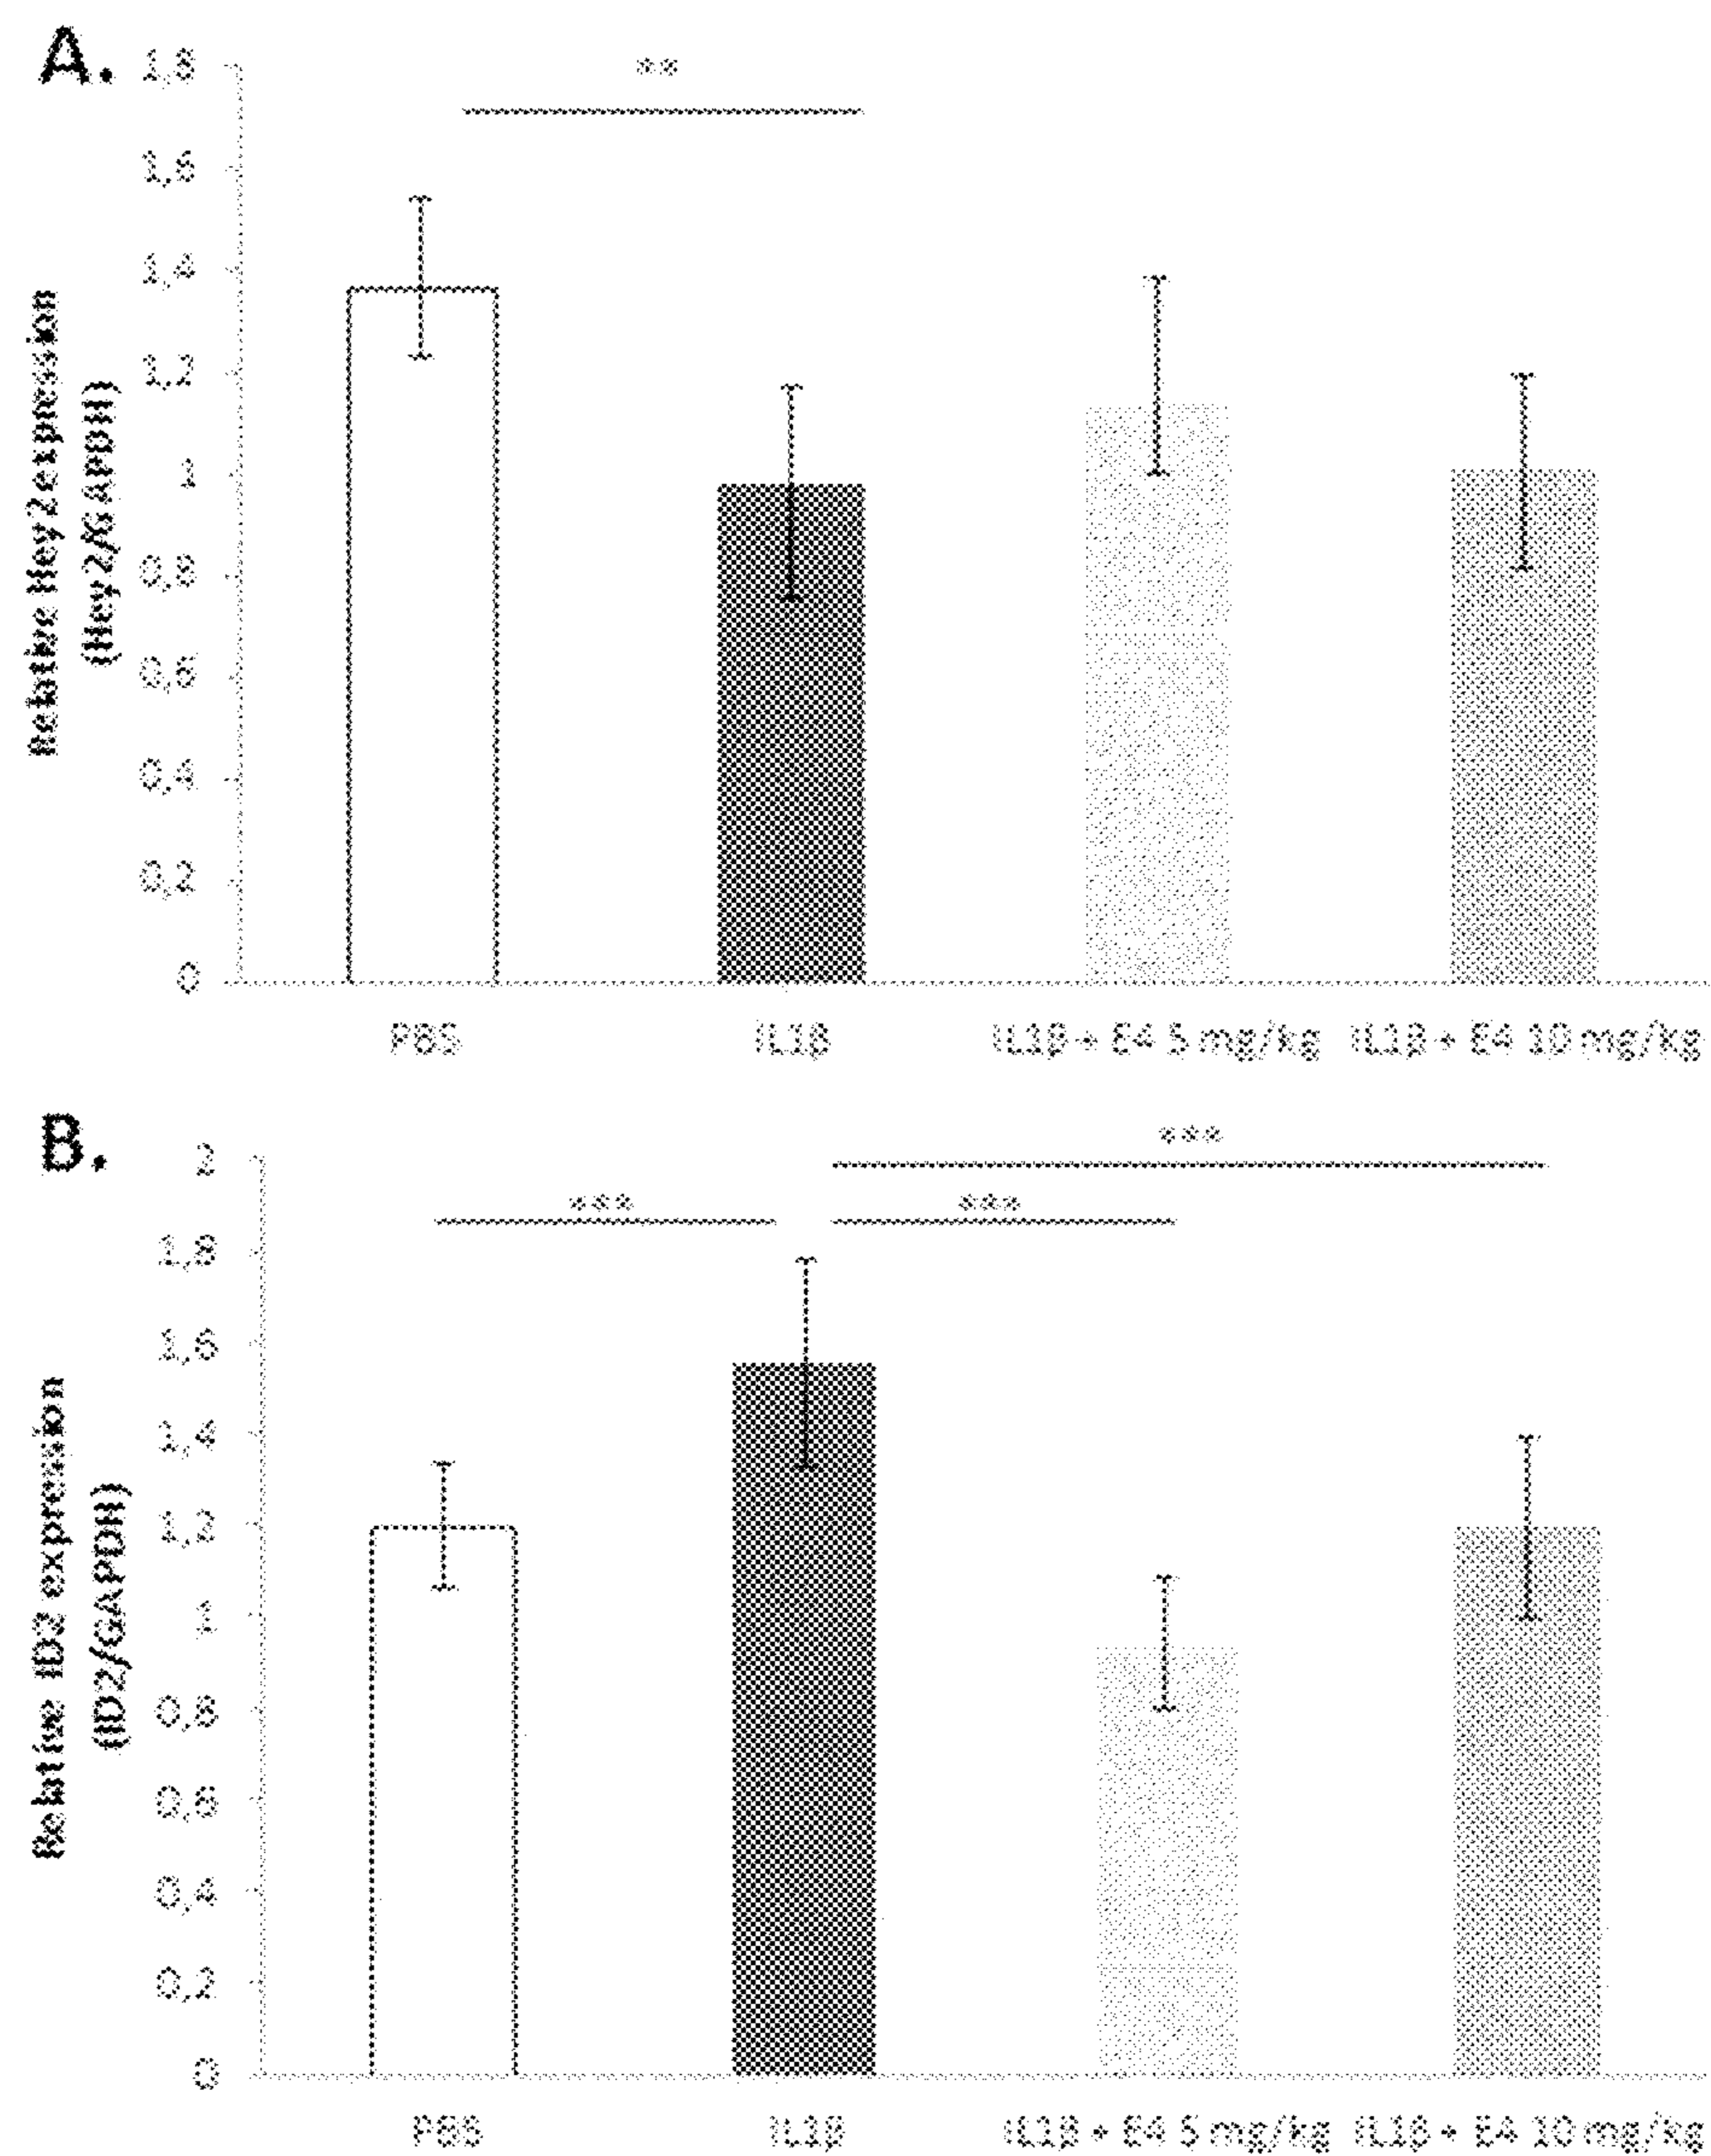 A.
**
1,8
1,6
1,4
1,2
1
0,8
0,6
0,4
0,2
0
Relative Hey2 expression
(Hey2/GAPDH)
PBS
IL1β
IL1β + E4 5 mg/kg
IL1β + E4 10 mg/kg
B.
***
***
***
2
1,8
1,6
1,4
1,2
1
0,8
0,6
0,4
0,2
0
Relative ID2 expression
(ID2/GAPDH)
PBS
IL1β
IL1β + E4 5 mg/kg
IL1β + E4 10 mg/kg